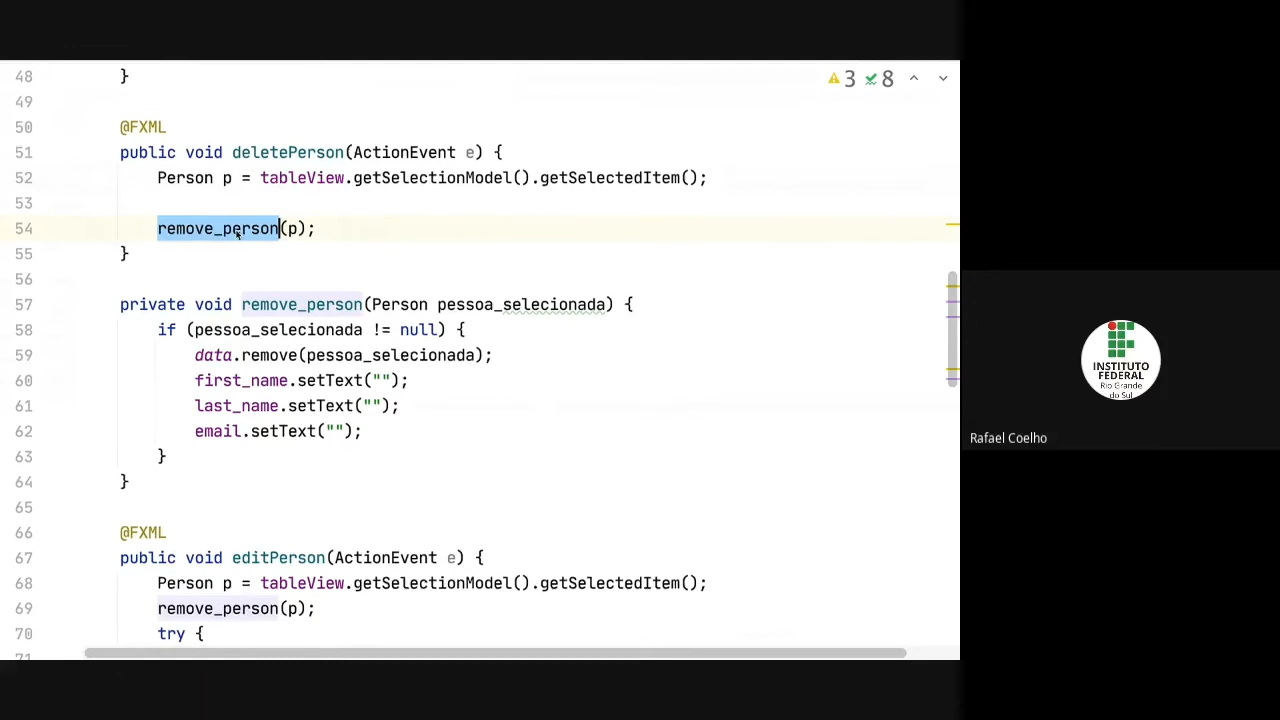 48 }
49
50 @FXML
51 public void deletePerson(ActionEvent e) {
52 Person p = tableView.getSelectionModel().getSelectedItem();
53
54 remove_person(p);
55 }
56
57 private void remove_person(Person pessoa_selecionada) {
58 if (pessoa_selecionada != null) {
59 data.remove(pessoa_selecionada);
60 first_name.setText("");
61 last_name.setText("");
62 email.setText("");
63 }
64 }
65
66 @FXML
67 public void editPerson(ActionEvent e) {
68 Person p = tableView.getSelectionModel().getSelectedItem();
69 remove_person(p);
70 try {
71
3 8
INSTITUTO
FEDERAL
Rio Grande
do Sul
Rafael Coelho